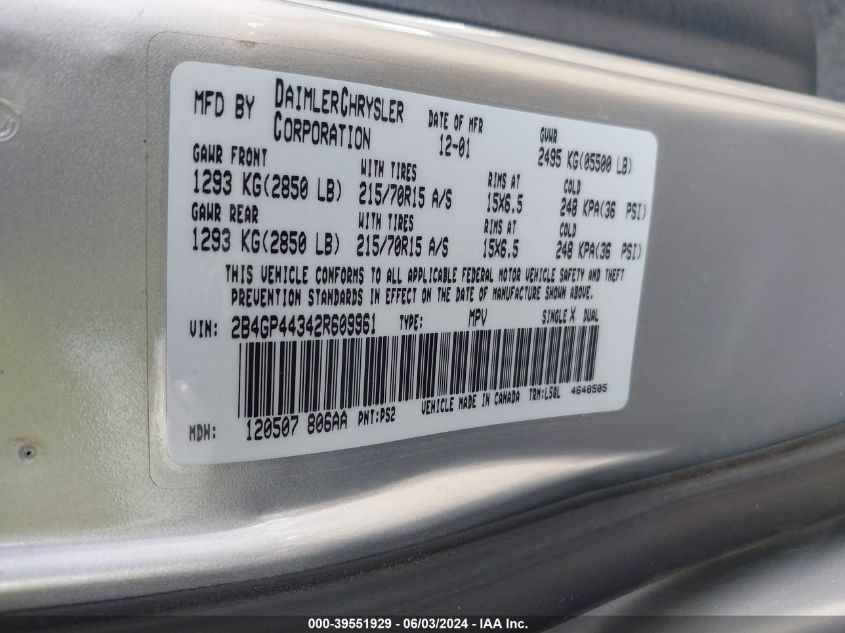 MFD BY DAIMLERCHRYSLER CORPORATION
DATE OF MFR 12-01
GVWR 2495 KG(05500 LB)
GAWR FRONT WITH TIRES RIMS AT COLD
1293 KG(2850 LB) 215/70R15 A/S 15X6.5 248 KPA(36 PSI)
GAWR REAR WITH TIRES RIMS AT COLD
1293 KG(2850 LB) 215/70R15 A/S 15X6.5 248 KPA(36 PSI)
THIS VEHICLE CONFORMS TO ALL APPLICABLE FEDERAL MOTOR VEHICLE SAFETY AND THEFT
PREVENTION STANDARDS IN EFFECT ON THE DATE OF MANUFACTURE SHOWN ABOVE.
VIN: 2B4GP44342R609961 TYPE: MPV SINGLE X DUAL
MDH: 120507 806AA PNT:PS2 VEHICLE MADE IN CANADA TRM:L5QL 4648505
000-39551929 - 06/03/2024 - IAA Inc.